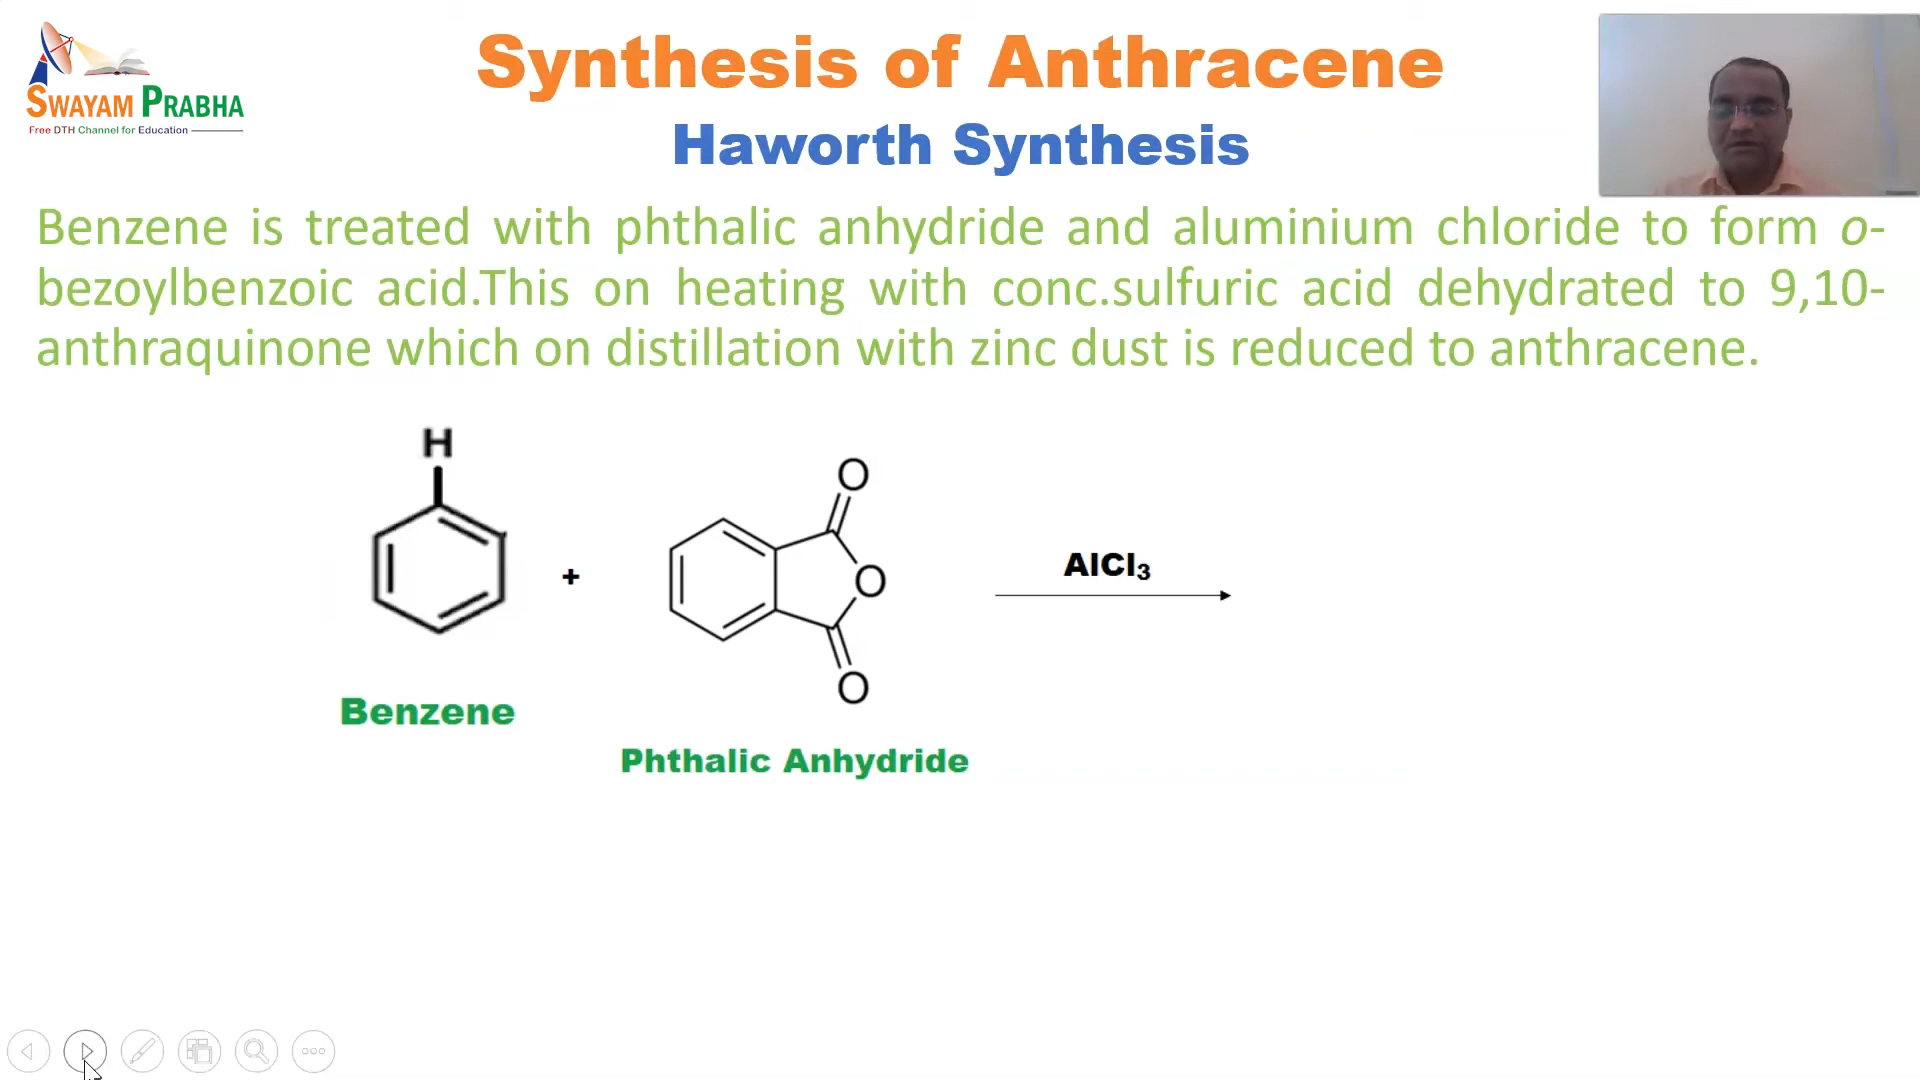 SWAYAM PRABHA
Free DTH Channel for Education
Synthesis of Anthracene
Haworth Synthesis
Benzene is treated with phthalic anhydride and aluminium chloride to form o-
bezoylbenzoic acid.This on heating with conc.sulfuric acid dehydrated to 9,10-
anthraquinone which on distillation with zinc dust is reduced to anthracene.
H
O
O
O
+
AlCl₃
Benzene
Phthalic Anhydride